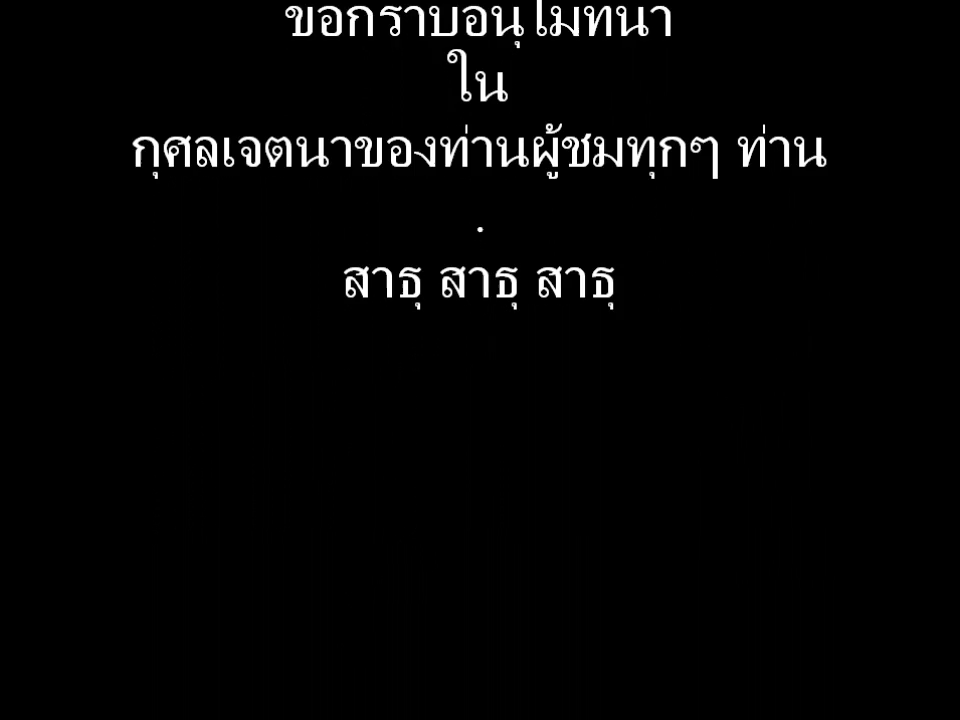 ขอกราบอนุโมทนา
ใน
กุศลเจตนาของท่านผู้ชมทุกๆ ท่าน
.
สาธุ สาธุ สาธุ